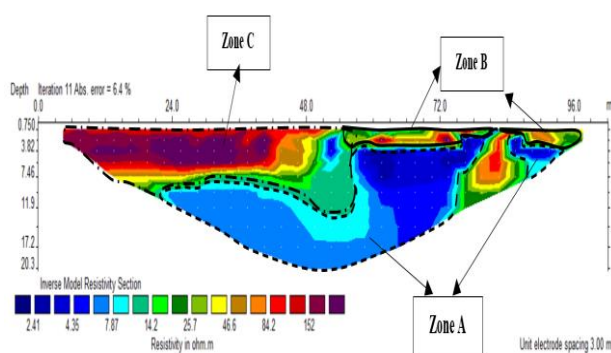 Zone C
Zone B
Depth Iteration 11 Abs. error = 6.4 %
0.0 24.0 48.0 72.0 96.0 m
0.750
3.82
7.46
11.9
17.2
20.3
Inverse Model Resistivity Section
2.41 4.35 7.87 14.2 25.7 46.6 84.2 152
Resistivity in ohm.m
Zone A
Unit electrode spacing 3.00 m